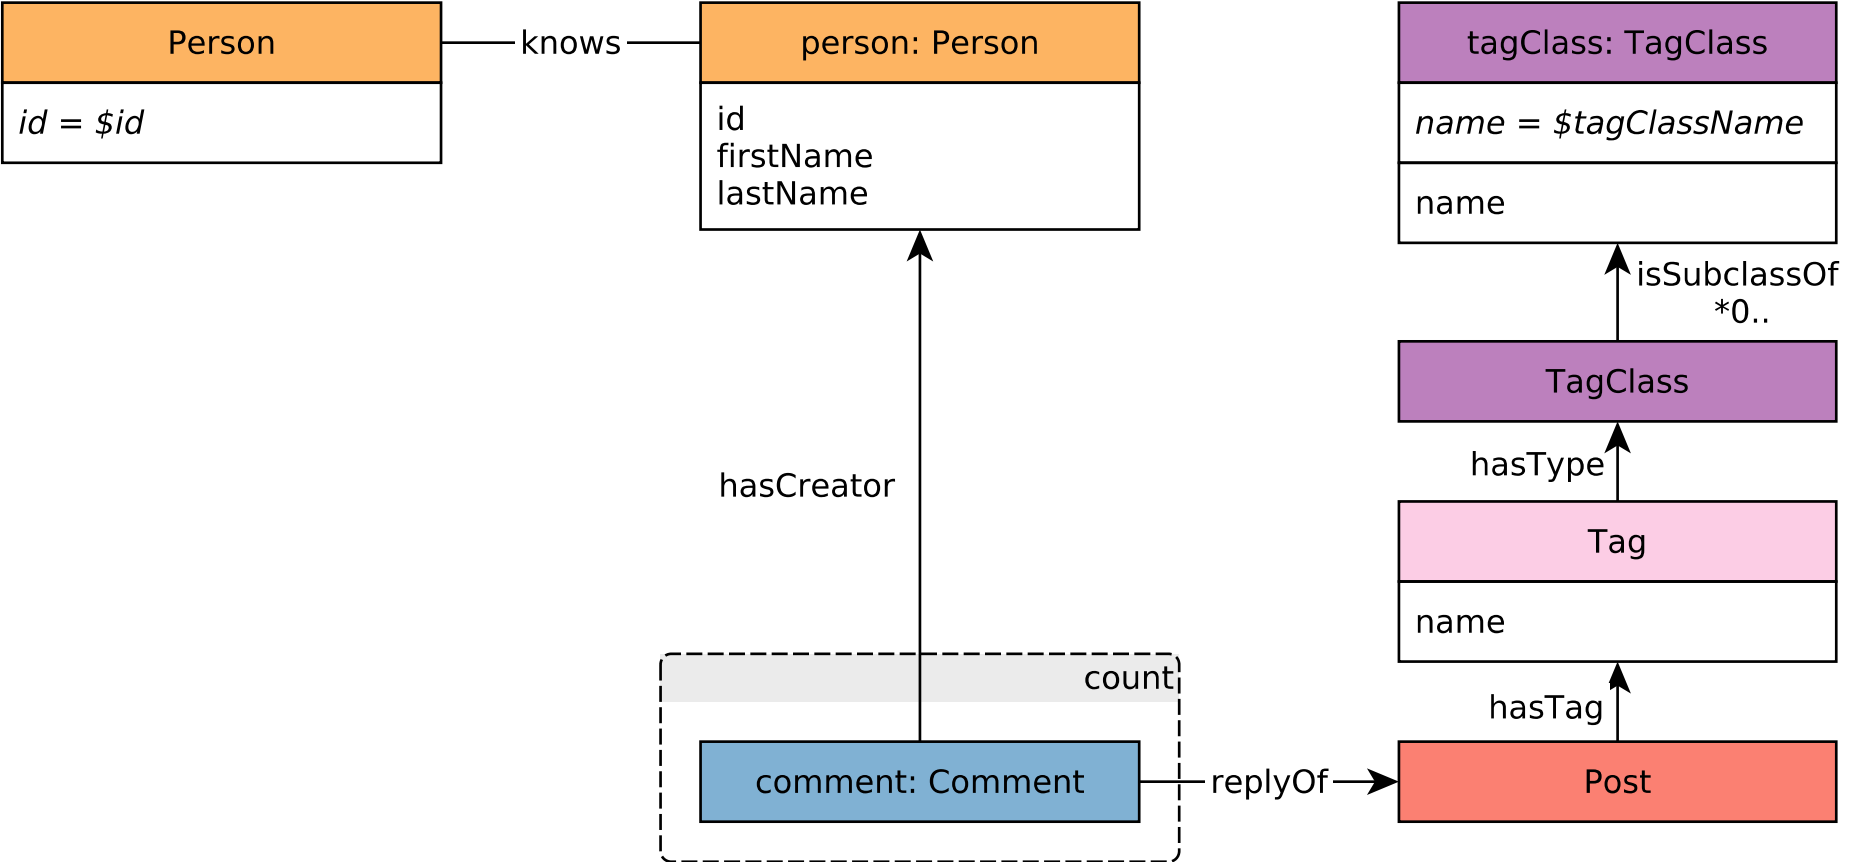 Person
id = $id
knows
person: Person
id
firstName
lastName
tagClass: TagClass
name = $tagClassName
name
isSubclassOf
*0..
TagClass
hasType
hasCreator
Tag
name
count
hasTag
comment: Comment
replyOf
Post